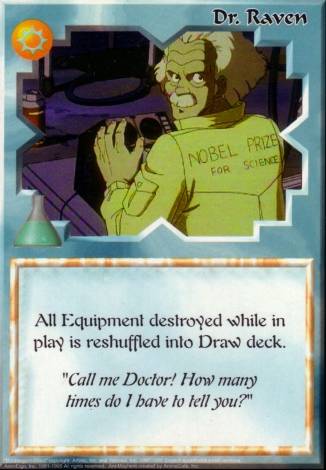 Dr. Raven
NOBEL PRIZE
FOR SCIENCE
All Equipment destroyed while in
play is reshuffled into Draw deck.
"Call me Doctor! How many
times do I have to tell you?"